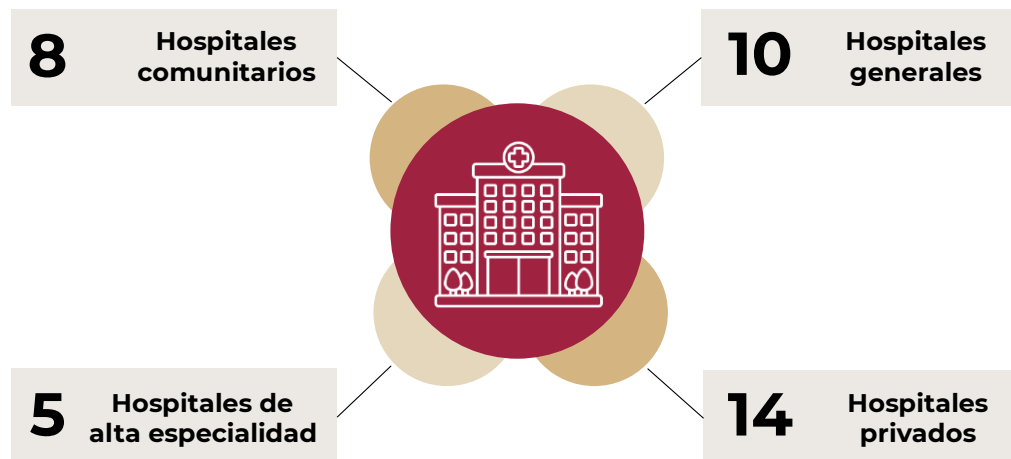 8
Hospitales
comunitarios
10
Hospitales
generales
5
Hospitales de
alta especialidad
14
Hospitales
privados